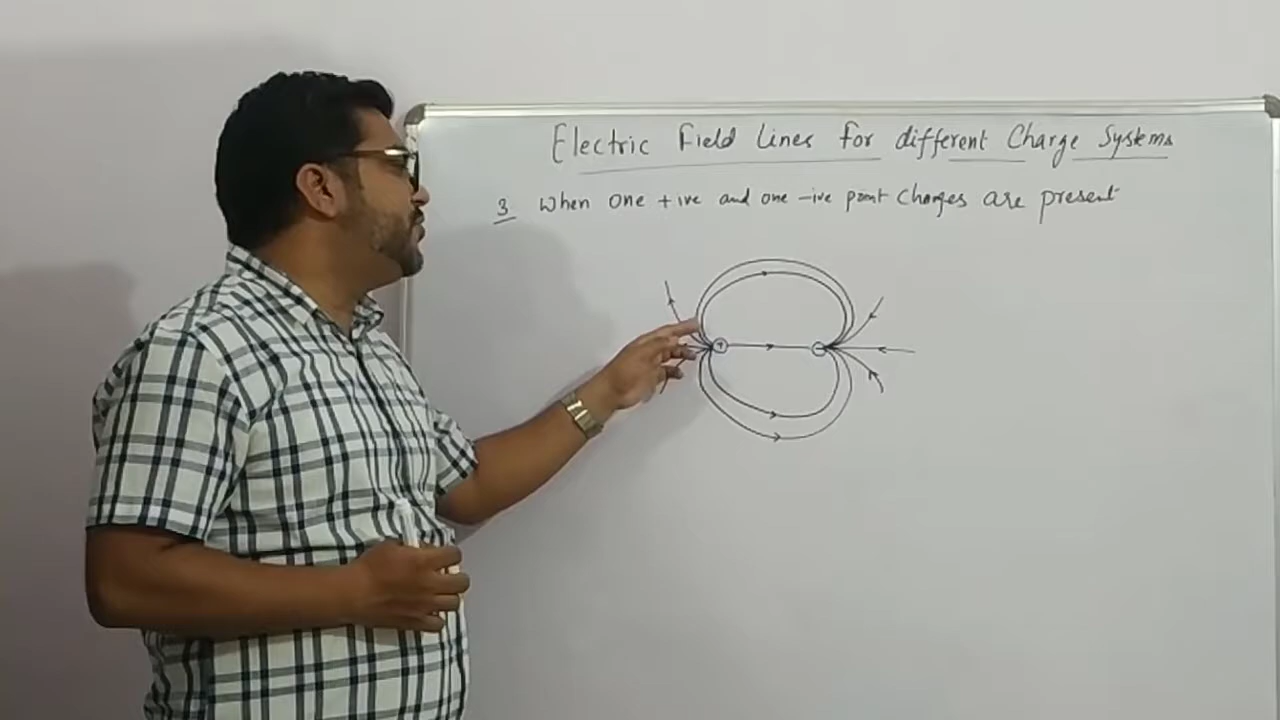 Electric Field Lines for different Charge Systems
3 When one +ive and one -ive point Charges are present
+
-